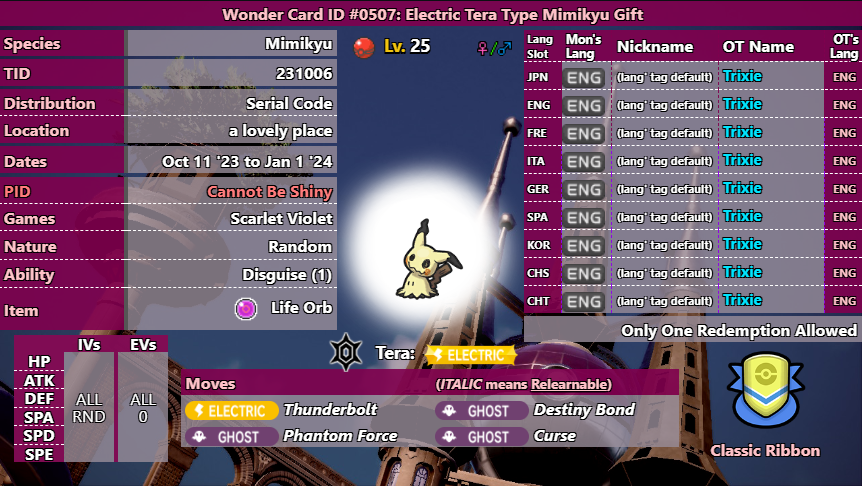 Wonder Card ID #0507: Electric Tera Type Mimikyu Gift
Species Mimikyu
TID 231006
Distribution Serial Code
Location a lovely place
Dates Oct 11 '23 to Jan 1 '24
PID Cannot Be Shiny
Games Scarlet Violet
Nature Random
Ability Disguise (1)
Item Life Orb
Lv. 25 ♀/♂
Lang Slot Mon's Lang Nickname OT Name OT's Lang
JPN ENG (lang' tag default) Trixie ENG
ENG ENG (lang' tag default) Trixie ENG
FRE ENG (lang' tag default) Trixie ENG
ITA ENG (lang' tag default) Trixie ENG
GER ENG (lang' tag default) Trixie ENG
SPA ENG (lang' tag default) Trixie ENG
KOR ENG (lang' tag default) Trixie ENG
CHS ENG (lang' tag default) Trixie ENG
CHT ENG (lang' tag default) Trixie ENG
Only One Redemption Allowed
IVs EVs
HP
ATK
DEF
SPA
SPD
SPE
ALL RND
ALL 0
Tera: ELECTRIC
Moves (ITALIC means Relearnable)
ELECTRIC Thunderbolt GHOST Destiny Bond
GHOST Phantom Force GHOST Curse
Classic Ribbon